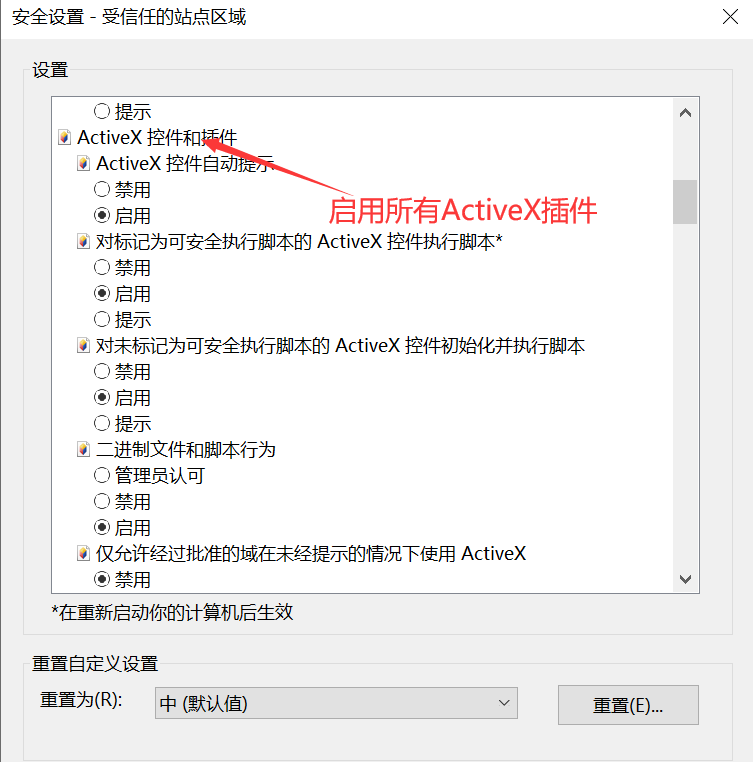 安全设置 - 受信任的站点区域
设置
提示
ActiveX 控件和插件
ActiveX 控件自动提示
禁用
启用所有ActiveX插件
启用
对标记为可安全执行脚本的 ActiveX 控件执行脚本*
禁用
启用
提示
对未标记为可安全执行脚本的 ActiveX 控件初始化并执行脚本
禁用
启用
提示
二进制文件和脚本行为
管理员认可
禁用
启用
仅允许经过批准的域在未经提示的情况下使用 ActiveX
禁用
*在重新启动你的计算机后生效
重置自定义设置
重置为(R): 中 (默认值) 重置(E)...